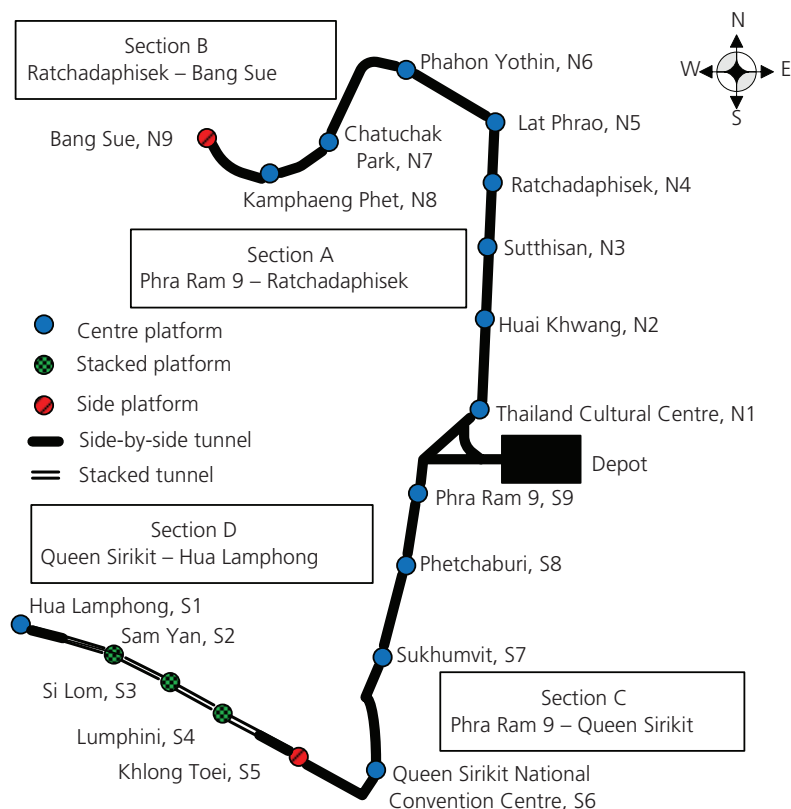 Section B
Ratchadaphisek – Bang Sue
N
W
E
S
Phahon Yothin, N6
Bang Sue, N9
Chatuchak
Park, N7
Lat Phrao, N5
Kamphaeng Phet, N8
Ratchadaphisek, N4
Section A
Phra Ram 9 – Ratchadaphisek
Sutthisan, N3
Huai Khwang, N2
Centre platform
Stacked platform
Side platform
Side-by-side tunnel
Stacked tunnel
Thailand Cultural Centre, N1
Depot
Phra Ram 9, S9
Section D
Queen Sirikit – Hua Lamphong
Phetchaburi, S8
Hua Lamphong, S1
Sam Yan, S2
Sukhumvit, S7
Si Lom, S3
Section C
Phra Ram 9 – Queen Sirikit
Lumphini, S4
Khlong Toei, S5
Queen Sirikit National
Convention Centre, S6